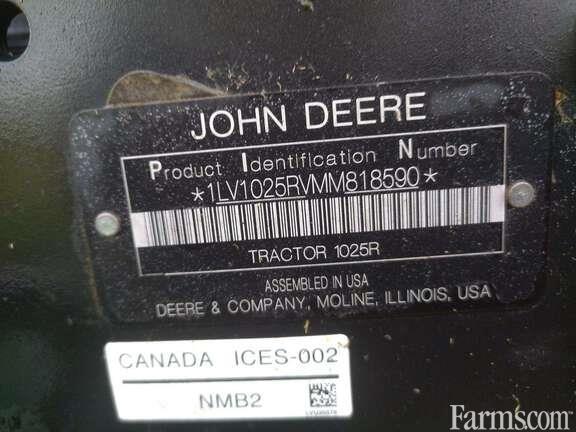 JOHN DEERE
Product Identification Number
*1LV1025RVMM818590*
TRACTOR 1025R
ASSEMBLED IN USA
DEERE & COMPANY, MOLINE, ILLINOIS, USA
CANADA ICES-002
NMB2
Farms.com